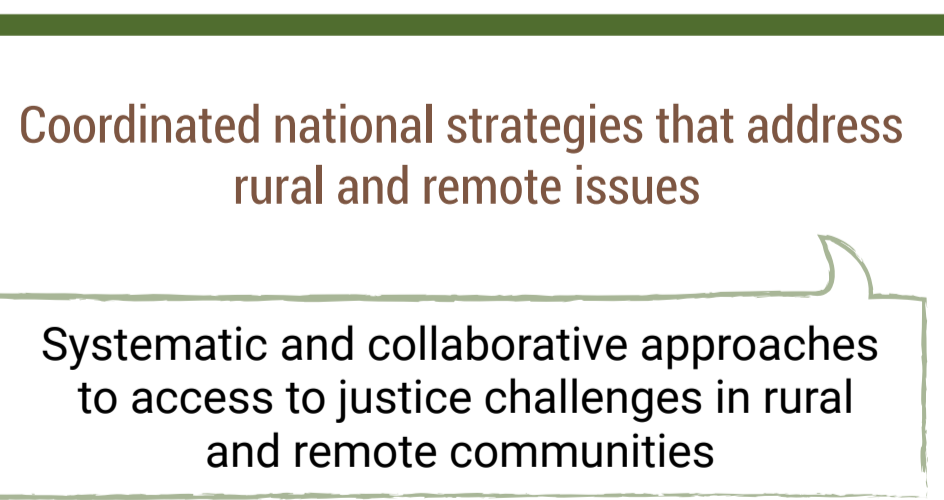 Coordinated national strategies that address
rural and remote issues
Systematic and collaborative approaches
to access to justice challenges in rural
and remote communities